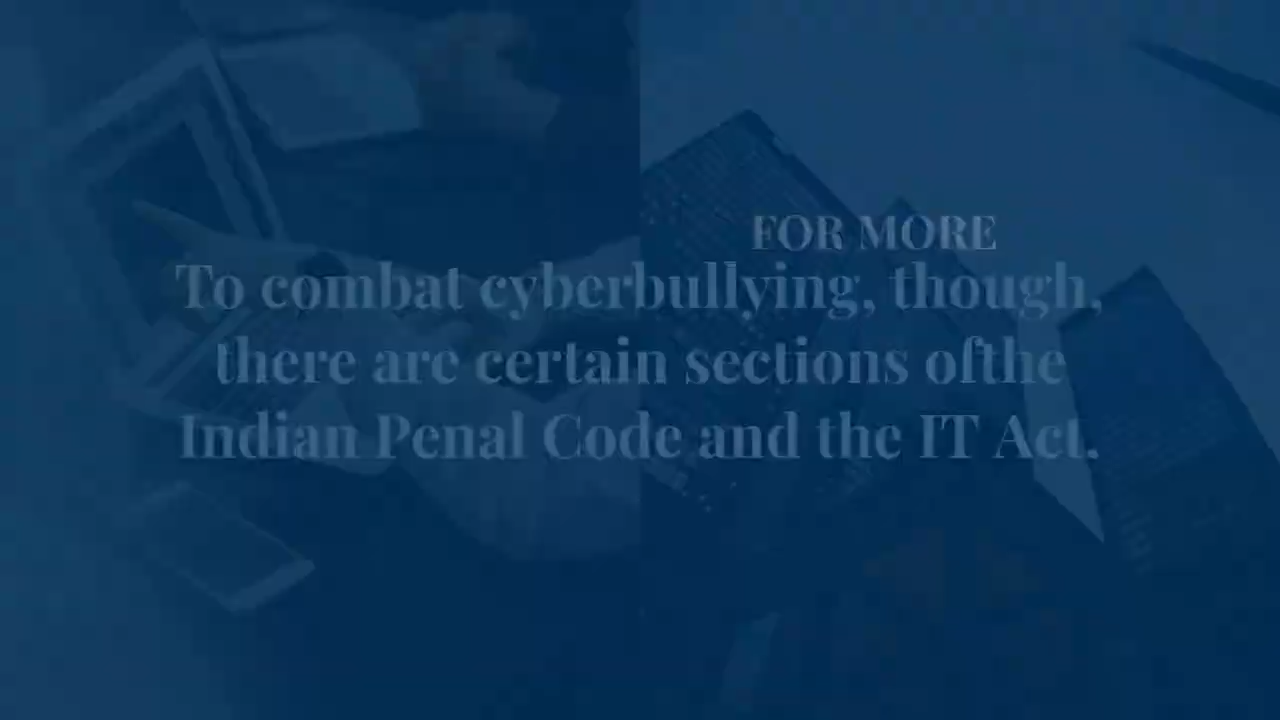 FOR MORE
To combat cyberbullying, though,
there are certain sections ofthe
Indian Penal Code and the IT Act.